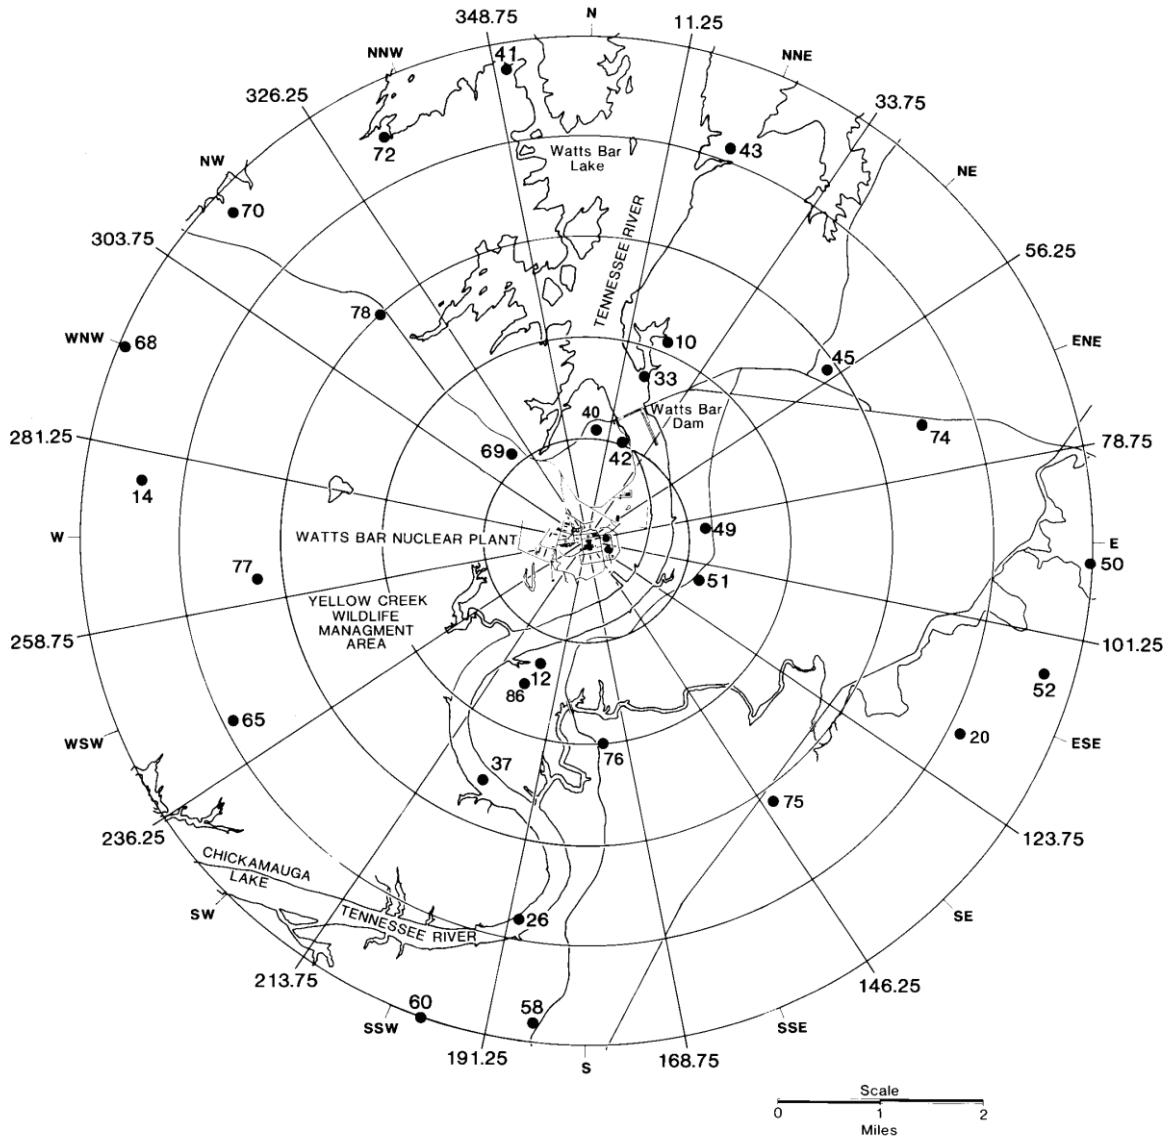 348.75
N
11.25
NNW
41
NNE
326.25
33.75
72
Watts Bar
Lake
43
NW
NE
70
TENNESSEE RIVER
303.75
56.25
78
WNW
68
10
ENE
45
33
40
Watts Bar
Dam
74
281.25
78.75
69
42
14
49
W
WATTS BAR NUCLEAR PLANT
E
50
77
51
YELLOW CREEK
WILDLIFE
MANAGMENT
AREA
258.75
101.25
12
52
86
65
20
WSW
ESE
76
37
75
236.25
123.75
CHICKAMAUGA
LAKE
SW
TENNESSEE RIVER
26
SE
213.75
146.25
60
58
SSW
SSE
191.25
S
168.75
Scale
0 1 2
Miles